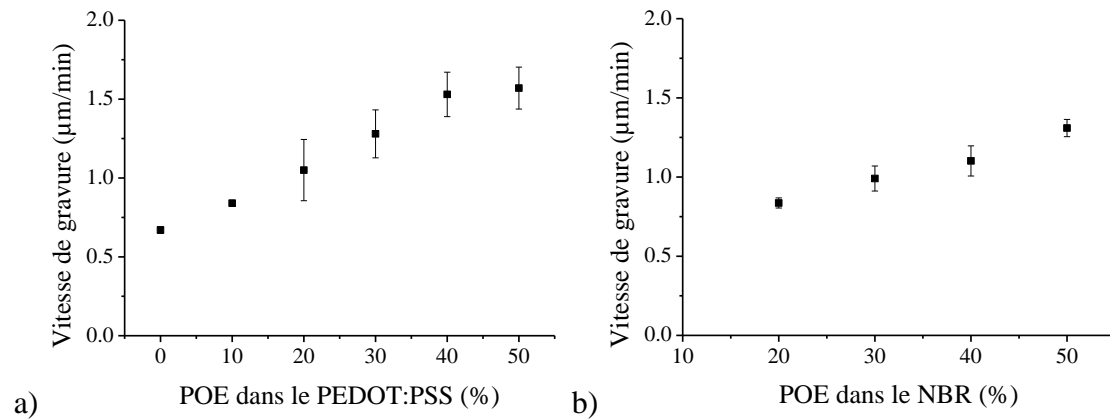 2.0
1.5
1.0
0.5
0.0
Vitesse de gravure (µm/min)
0 10 20 30 40 50
POE dans le PEDOT:PSS (%)
a)
2.0
1.5
1.0
0.5
0.0
Vitesse de gravure (µm/min)
10 20 30 40 50
POE dans le NBR (%)
b)